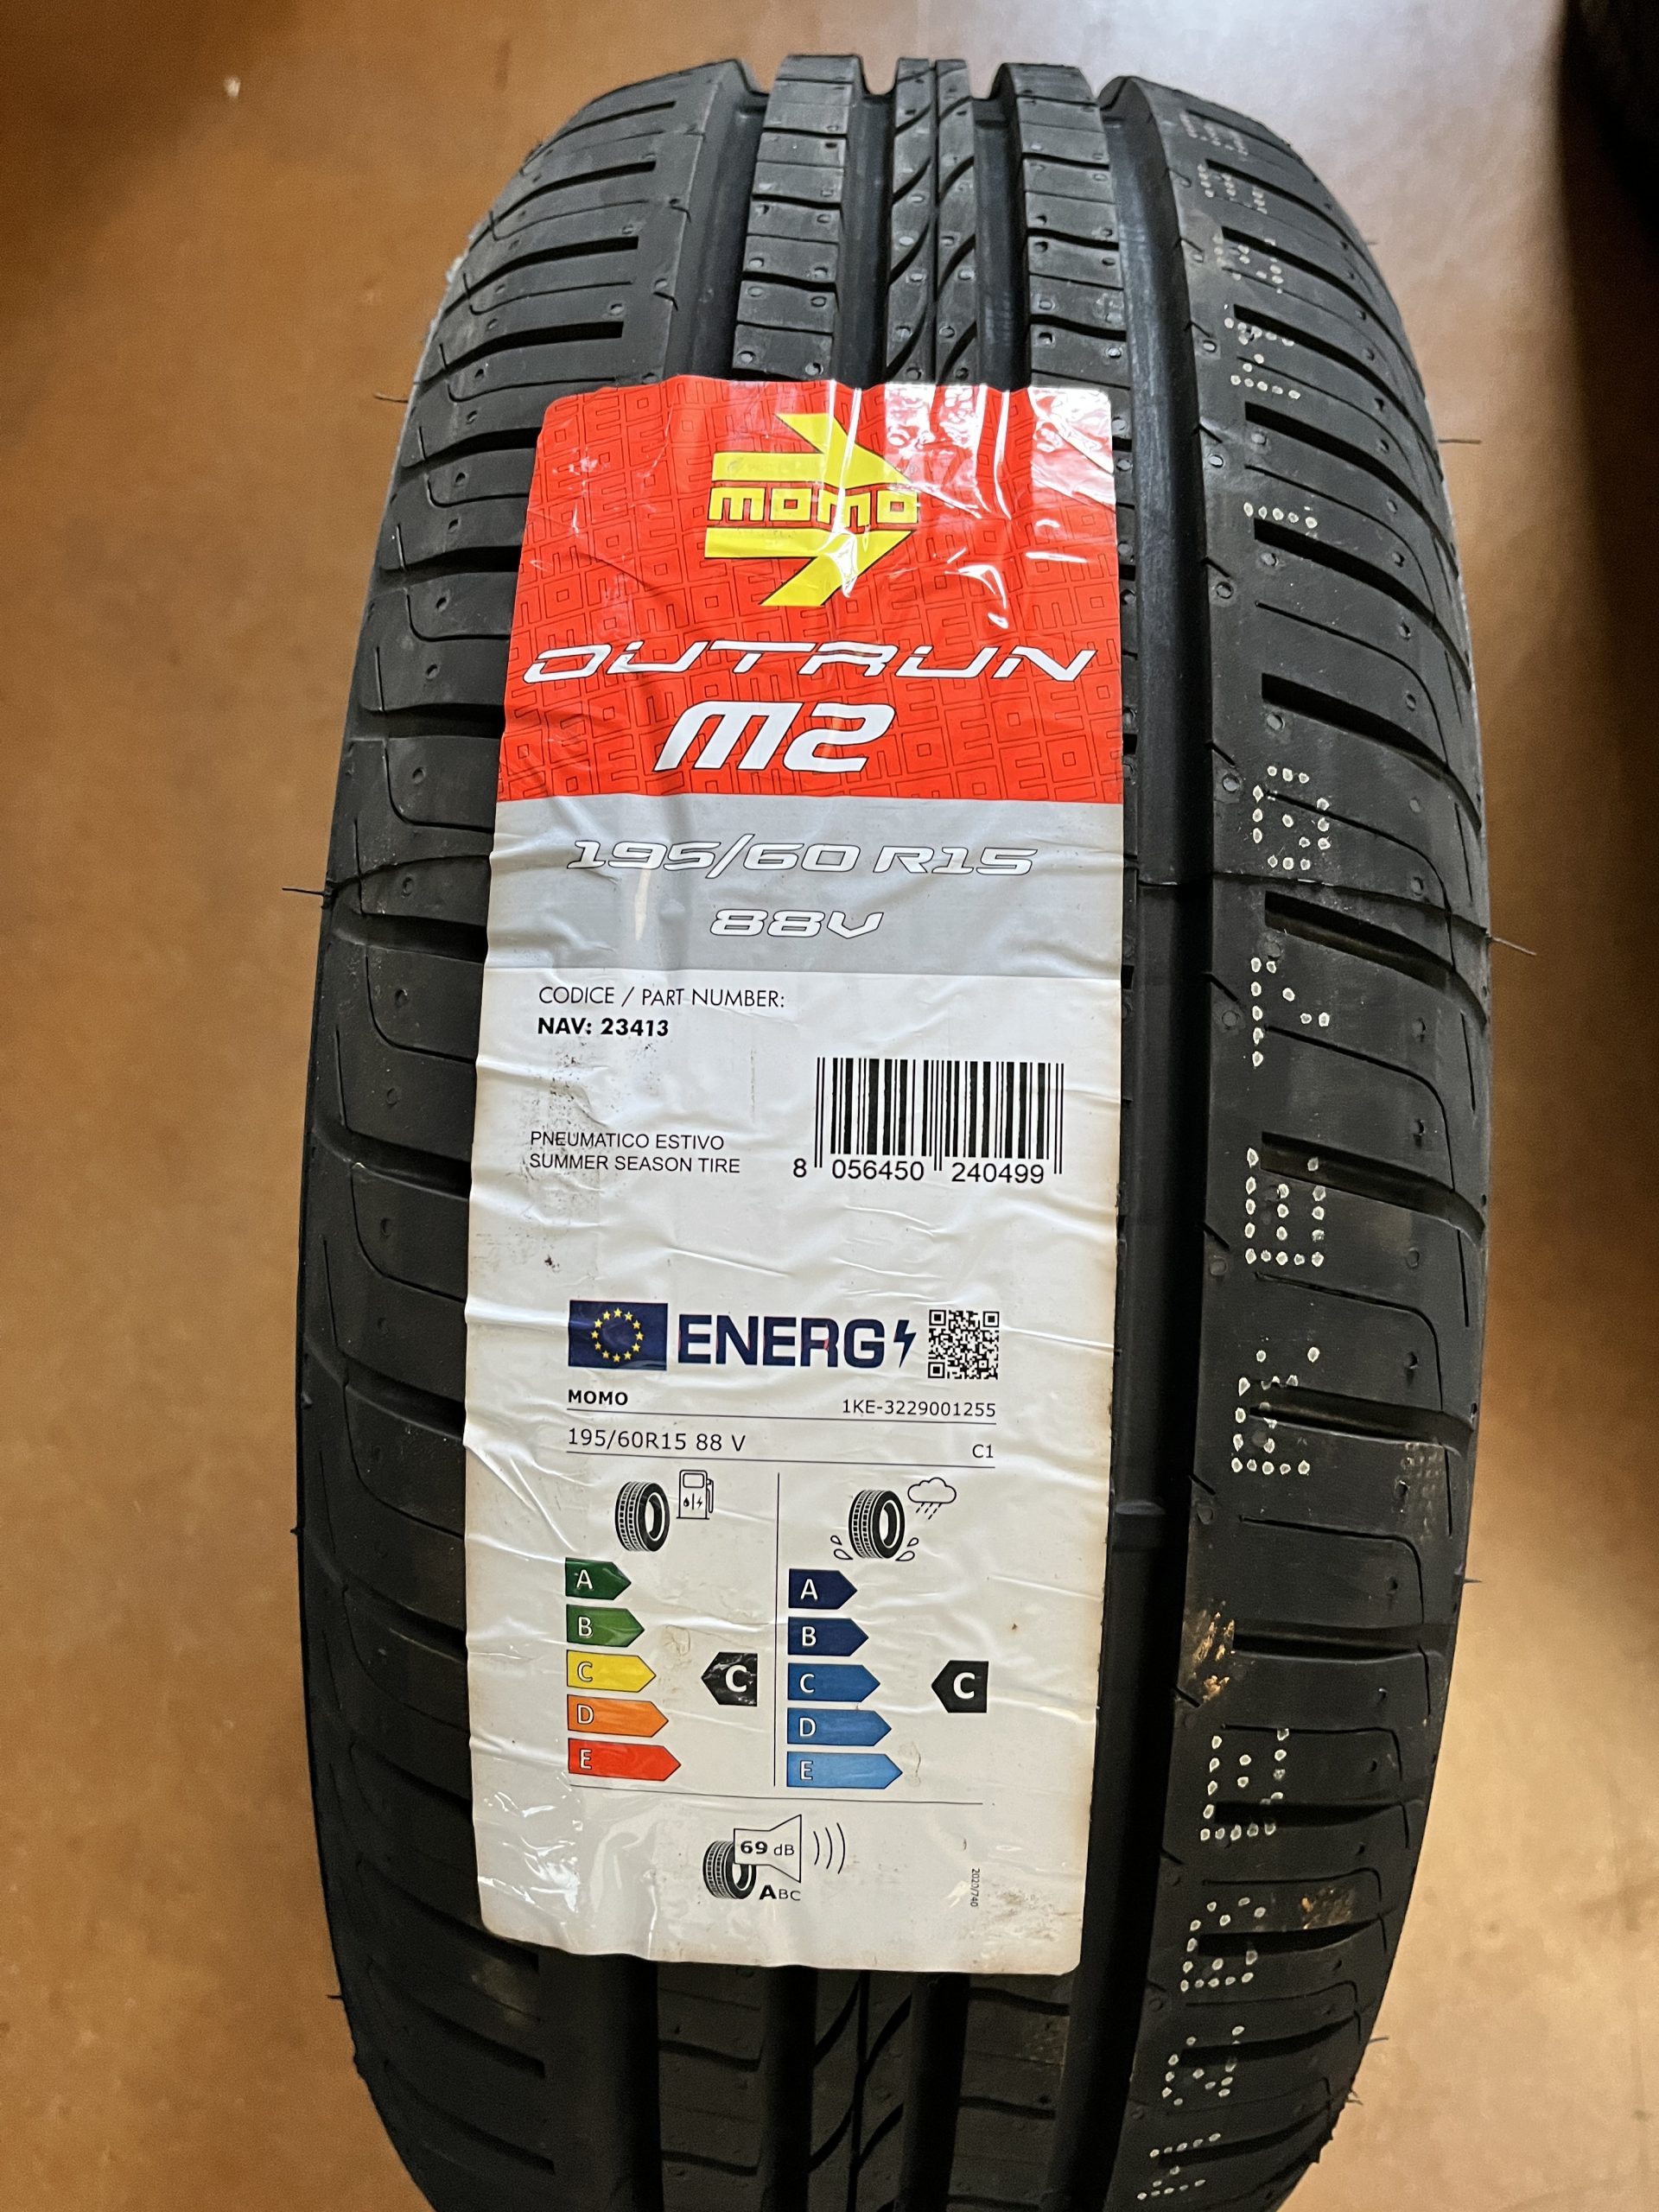 MOMO
OUTRUN
M2
195/60 R15
88V
CODICE / PART NUMBER:
NAV: 23413
PNEUMATICO ESTIVO
SUMMER SEASON TIRE
8 056450 240499
ENERG
MOMO 1KE-3229001255
195/60R15 88 V C1
A A
B B
C C C C
D D
E E
69 dB
ABC
2020/740